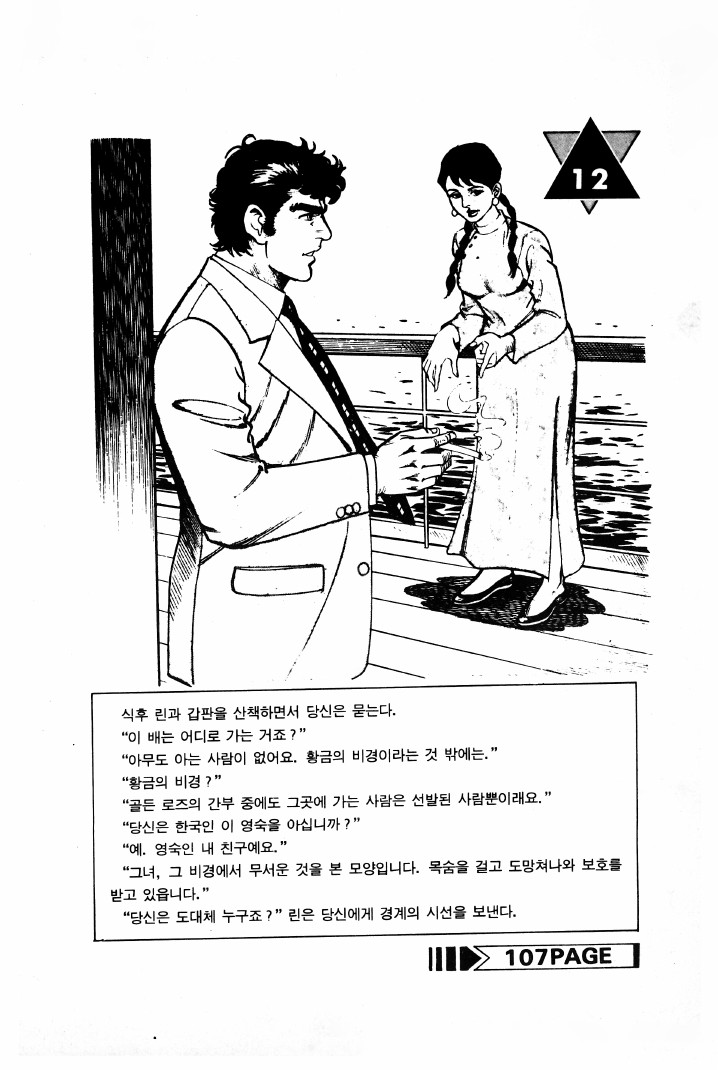 12
식후 린과 갑판을 산책하면서 당신은 묻는다.
“이 배는 어디로 가는 거죠?”
“아무도 아는 사람이 없어요. 황금의 비경이라는 것 밖에는.”
“황금의 비경?”
“골든 로즈의 간부 중에도 그곳에 가는 사람은 선발된 사람뿐이래요.”
“당신은 한국인 이 영숙을 아십니까?”
“예. 영숙인 내 친구예요.”
“그녀, 그 비경에서 무서운 것을 본 모양입니다. 목숨을 걸고 도망쳐나와 보호를
받고 있읍니다.”
“당신은 도대체 누구죠?” 린은 당신에게 경계의 시선을 보낸다.
107PAGE